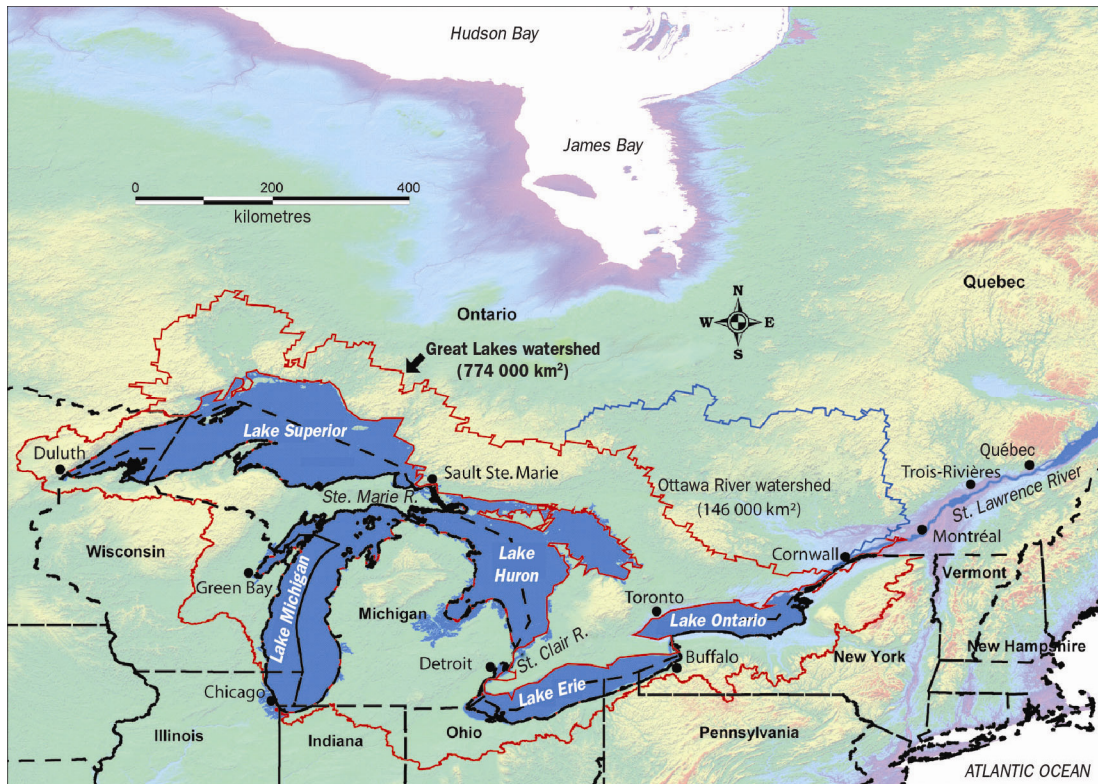 Hudson Bay
James Bay
0 200 400
kilometres
Quebec
Ontario
N
W E
S
Great Lakes watershed
(774 000 km²)
Lake Superior
Duluth
Sault Ste. Marie
Québec
Trois-Rivières
Ste. Marie R.
Ottawa River watershed
(146 000 km²)
St. Lawrence River
Montréal
Wisconsin
Lake
Huron
Cornwall
Vermont
Green Bay
Lake Michigan
Michigan
Toronto
Lake Ontario
New Hampshire
St. Clair R.
Detroit
Buffalo
New York
Chicago
Lake Erie
Illinois
Indiana
Ohio
Pennsylvania
ATLANTIC OCEAN